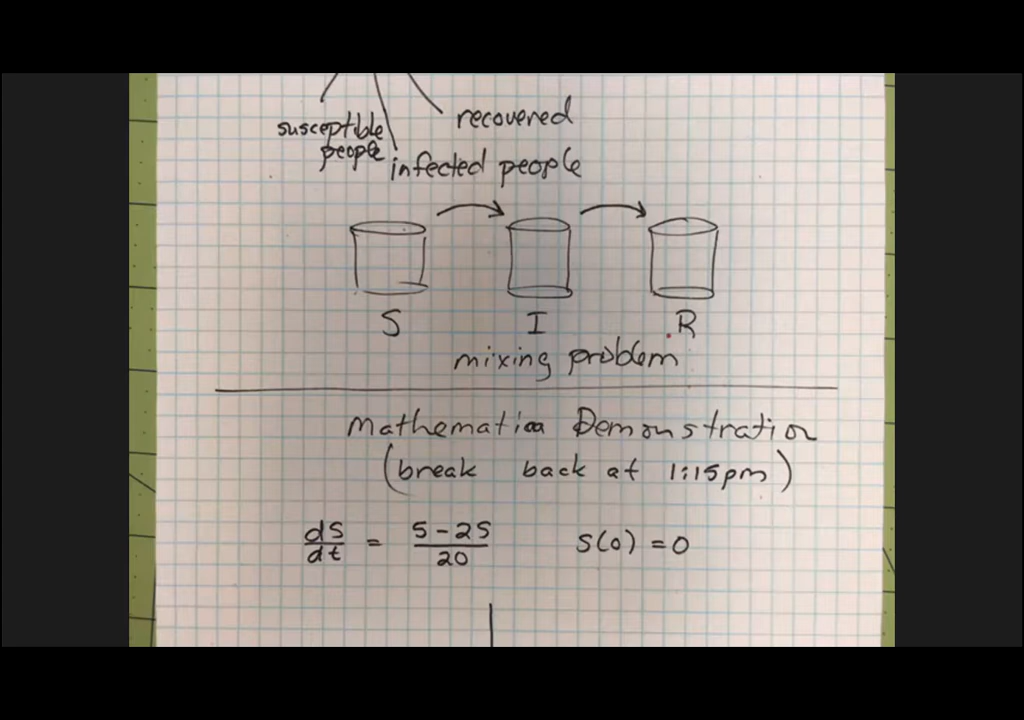 susceptible people
recovered
infected people
S I R
mixing problem
Mathematica Demonstration
(break back at 1:15pm)
dS/dt = 5-2S/20 S(0) = 0